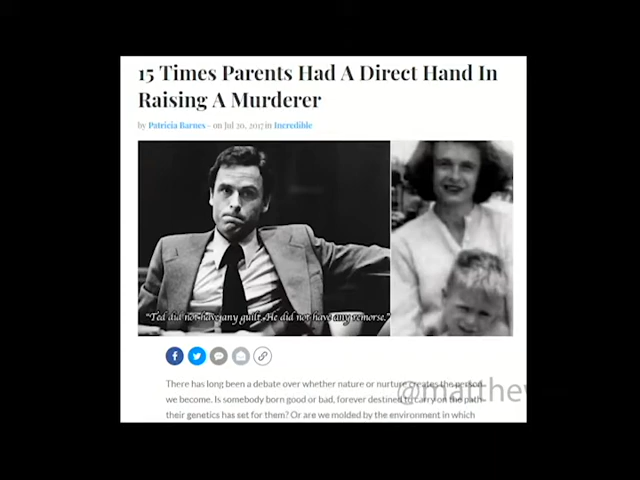 15 Times Parents Had A Direct Hand In
Raising A Murderer
by Patricia Barnes - on Jul 20, 2017 in Incredible
"Ted did not have any guilt. He did not have any remorse."
There has long been a debate over whether nature or nurture creates the person
we become. Is somebody born good or bad, forever destined to carry on the path
their genetics has set for them? Or are we molded by the environment in which
@matthew